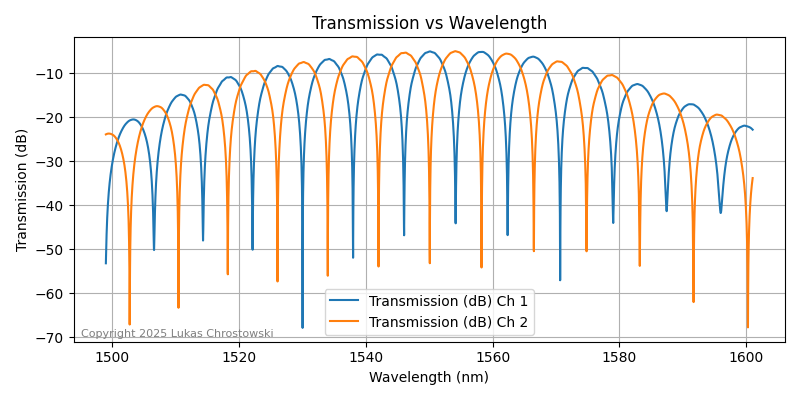 Transmission vs Wavelength
Transmission (dB)
−10
−20
−30
−40
−50
−60
−70
Transmission (dB) Ch 1
Transmission (dB) Ch 2
Copyright 2025 Lukas Chrostowski
1500
1520
1540
1560
1580
1600
Wavelength (nm)